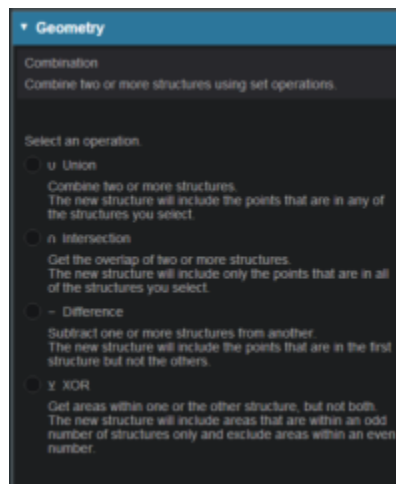 ▼ Geometry
Combination
Combine two or more structures using set operations.
Select an operation.
∪ Union
Combine two or more structures.
The new structure will include the points that are in any of
the structures you select.
∩ Intersection
Get the overlap of two or more structures.
The new structure will include only the points that are in all
of the structures you select.
− Difference
Subtract one or more structures from another.
The new structure will include the points that are in the first
structure but not the others.
⊻ XOR
Get areas within one or the other structure, but not both.
The new structure will include areas that are within an odd
number of structures only and exclude areas within an even
number.